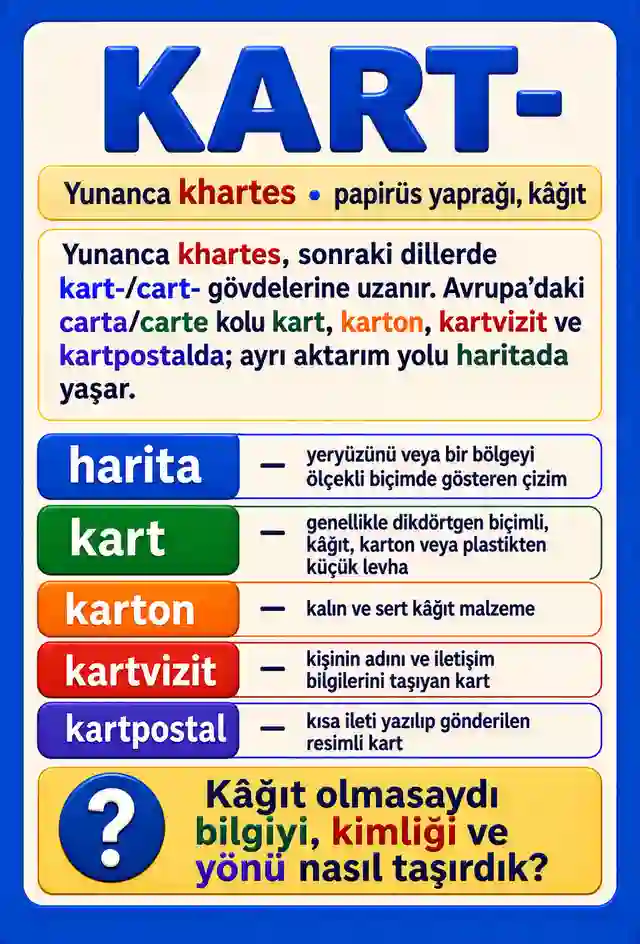 KART-
Yunanca khartes • papirüs yaprağı, kâğıt
Yunanca khartes, sonraki dillerde
kart-/cart- gövdelerine uzanır. Avrupa’daki
carta/carte kolu kart, karton, kartvizit ve
kartpostalda; ayrı aktarım yolu haritada
yaşar.
harita — yeryüzünü veya bir bölgeyi
ölçekli biçimde gösteren çizim
kart — genellikle dikdörtgen biçimli,
kâğıt, karton veya plastikten
küçük levha
karton — kalın ve sert kâğıt malzeme
kartvizit — kişinin adını ve iletişim
bilgilerini taşıyan kart
kartpostal — kısa ileti yazılıp gönderilen
resimli kart
?
Kâğıt olmasaydı
bilgiyi, kimliği ve
yönü nasıl taşırdık?